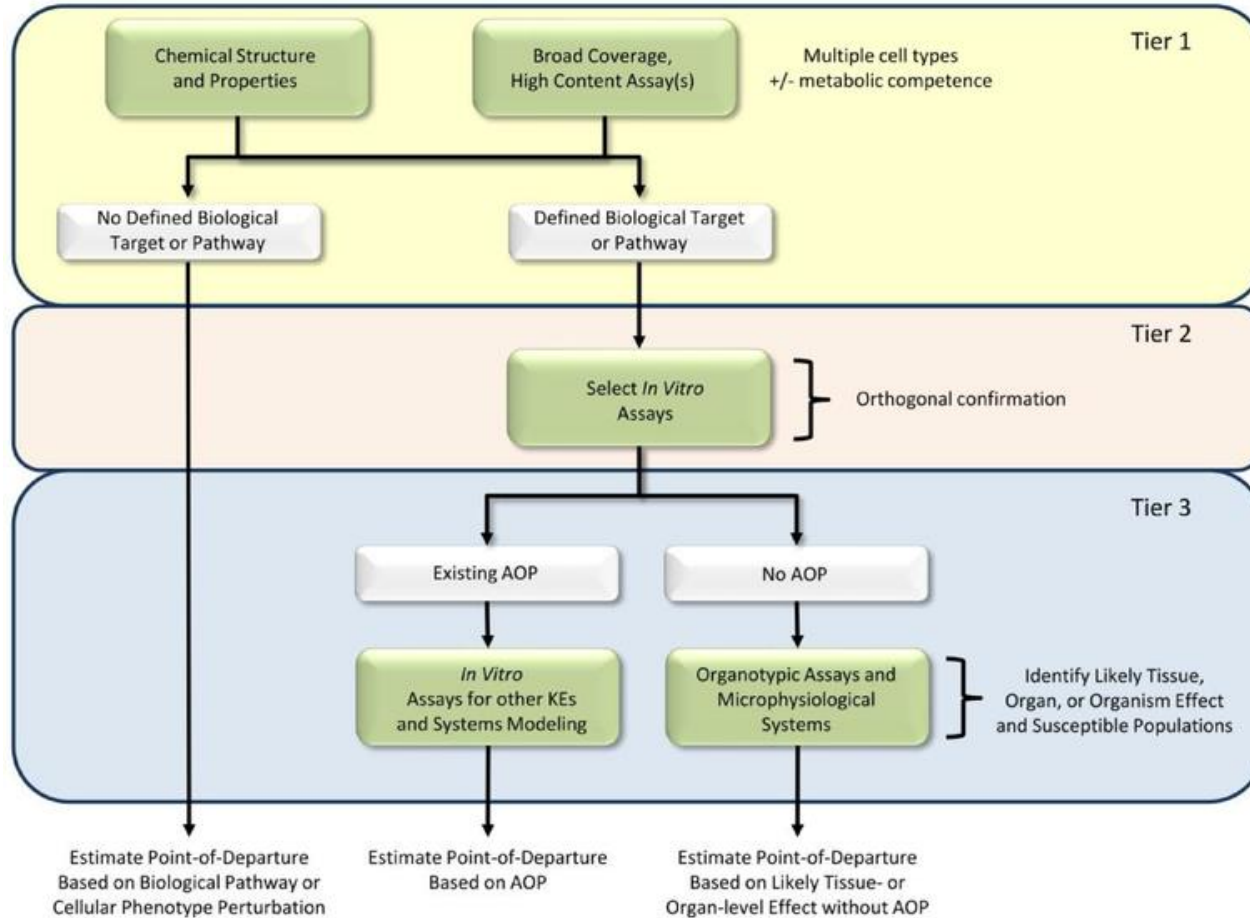 Tier 1
Chemical Structure
and Properties
Broad Coverage,
High Content Assay(s)
Multiple cell types
+/- metabolic competence
No Defined Biological
Target or Pathway
Defined Biological Target
or Pathway
Tier 2
Select In Vitro
Assays
Orthogonal confirmation
Tier 3
Existing AOP
No AOP
In Vitro
Assays for other KEs
and Systems Modeling
Organotypic Assays and
Microphysiological
Systems
Identify Likely Tissue,
Organ, or Organism Effect
and Susceptible Populations
Estimate Point-of-Departure
Based on Biological Pathway or
Cellular Phenotype Perturbation
Estimate Point-of-Departure
Based on AOP
Estimate Point-of-Departure
Based on Likely Tissue- or
Organ-level Effect without AOP